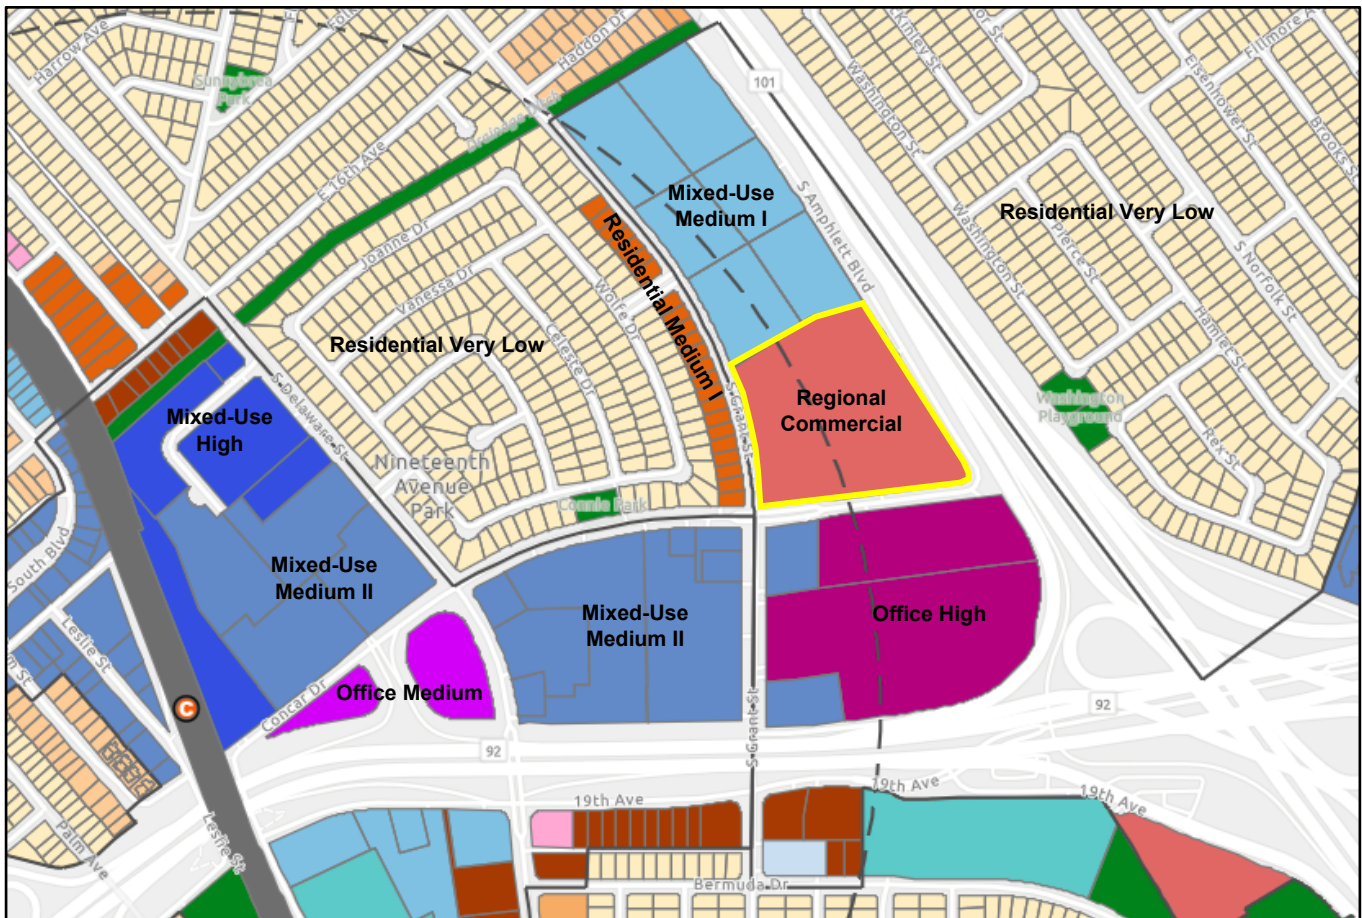 Harrow Ave
Haddon Dr
Sunnybrae
Park
Drainage Ditch
E 16th Ave
101
Washington St
Eisenhower St
Fillmore
Brooks St
Mixed-Use
Medium I
S Amphlett Blvd
Residential Very Low
Washington St
Pierce St
S Norfolk St
Joanne Dr
Vanessa Dr
Wolfe Dr
Residential Medium I
Celeste Dr
Residential Very Low
Hamlet St
S Delaware St
Mixed-Use
High
S Grant St
Regional
Commercial
Washington
Playground
Rex St
Nineteenth
Avenue
Park
Connie Park
South Blvd
Mixed-Use
Medium II
Mixed-Use
Medium II
Office High
Leslie St
m St
Office Medium
Concar Dr
C
92
92
S Grant St
19th Ave
19th Ave
19th Ave
Palm Ave
Leslie St
Bermuda Dr